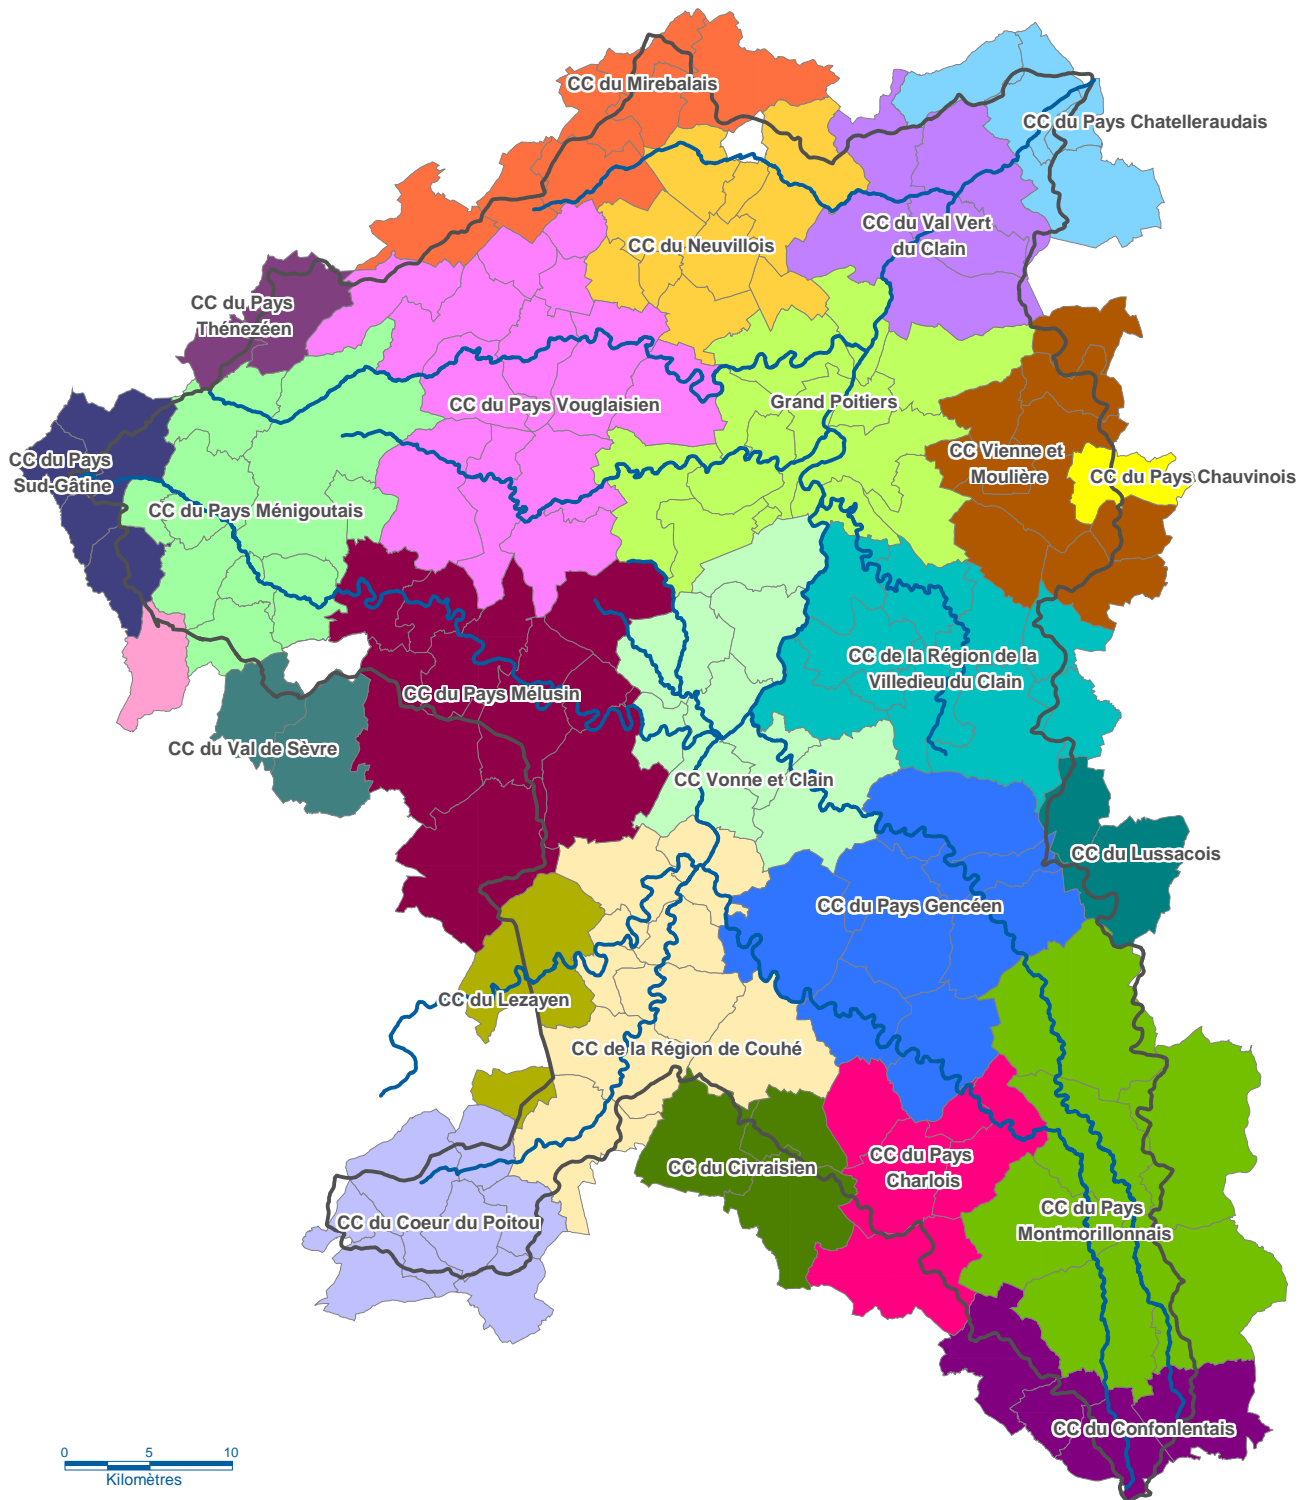 CC du Mirebalais
CC du Pays Chatelleraudais
CC du Val Vert
du Clain
CC du Neuvillois
CC du Pays
Thénezéen
Grand Poitiers
CC du Pays Vouglaisien
CC Vienne et
Moulière
CC du Pays
Sud-Gâtine
CC du Pays Chauvinois
CC du Pays Ménigoutais
CC de la Région de la
Villedieu du Clain
CC du Pays Mélusin
CC du Val de Sèvre
CC Vonne et Clain
CC du Lussacois
CC du Pays Gencéen
CC du Lezayen
CC de la Région de Couhé
CC du Pays
Charlois
CC du Civraisien
CC du Pays
Montmorillonnais
CC du Coeur du Poitou
CC du Confonlentais
0 5 10
Kilomètres